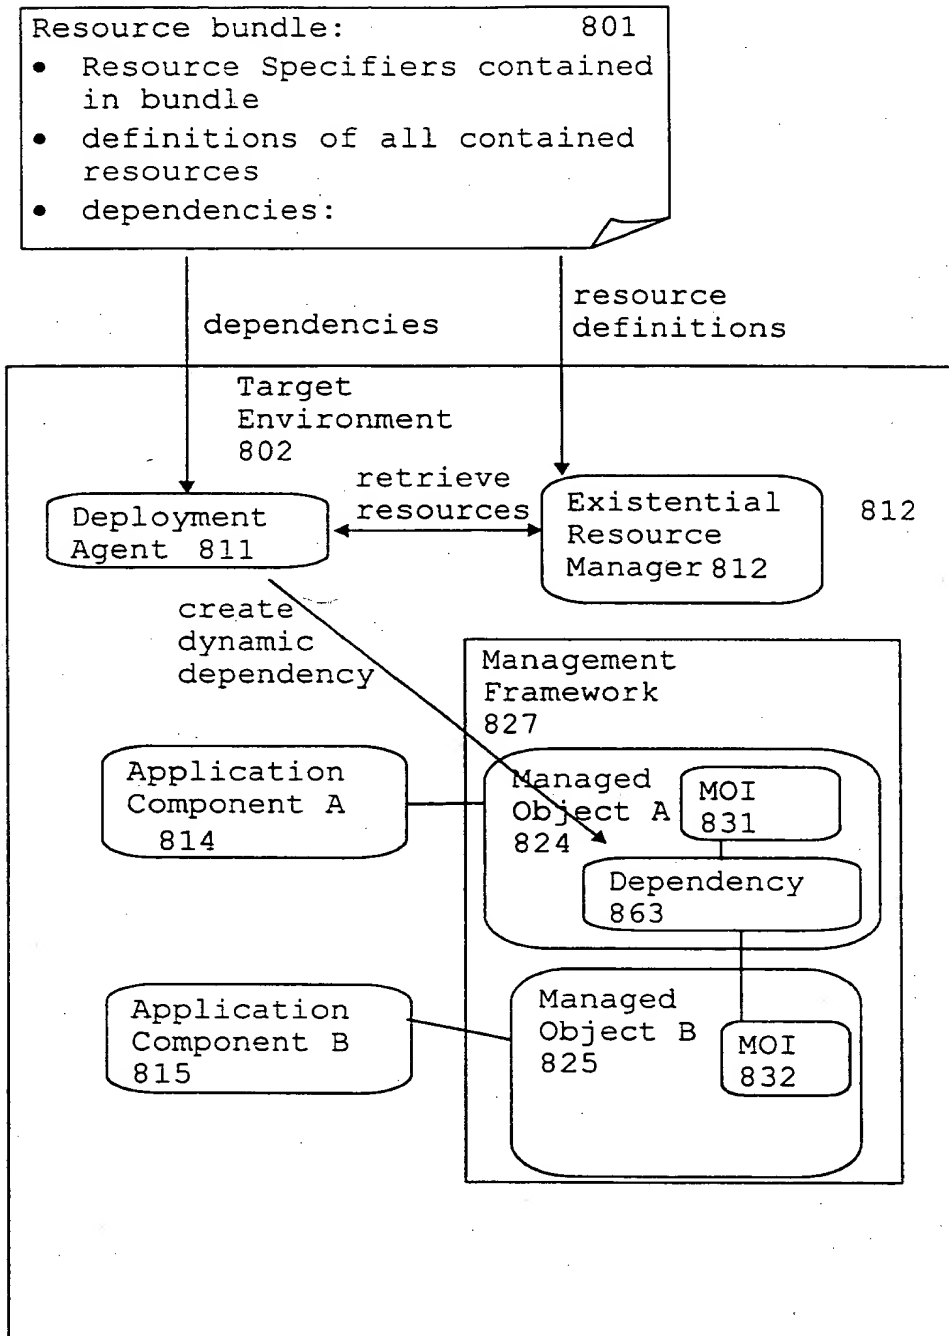 Resource bundle: 801
• Resource Specifiers contained
in bundle
• definitions of all contained
resources
• dependencies:
dependencies
resource
definitions
Target
Environment
802
retrieve
resources
Deployment
Agent 811
Existential
Resource
Manager 812
812
create
dynamic
dependency
Management
Framework
827
Application
Component A
814
Managed
Object A
824
MOI
831
Dependency
863
Application
Component B
815
Managed
Object B
825
MOI
832